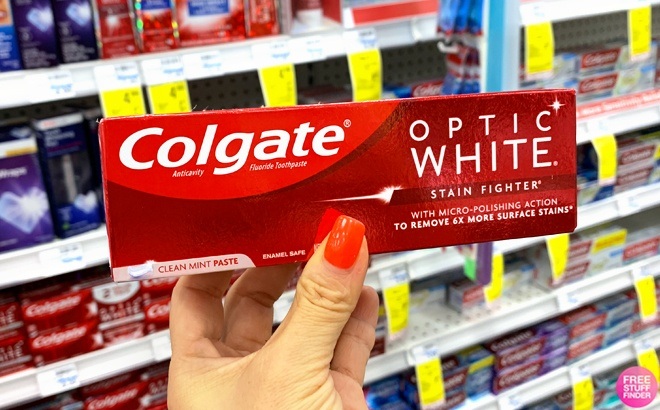 Colgate®
Anticavity Fluoride Toothpaste
OPTIC
WHITE®
STAIN FIGHTER®
WITH MICRO-POLISHING ACTION
TO REMOVE 6X MORE SURFACE STAINS*
CLEAN MINT PASTE
ENAMEL SAFE
FREE
STUFF
FINDER